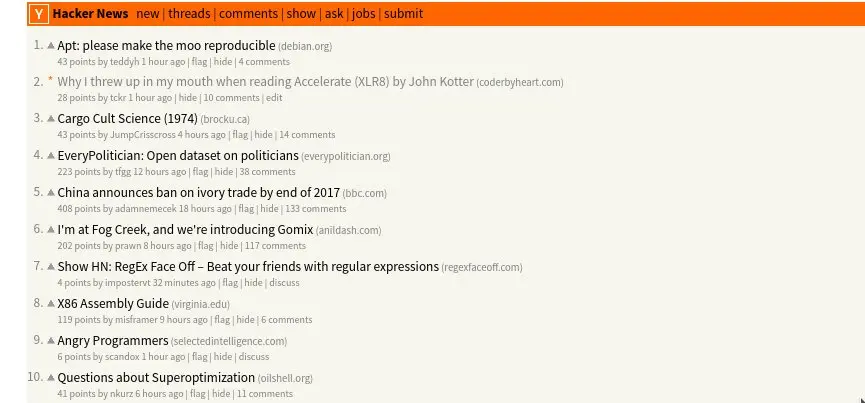 Y Hacker News new | threads | comments | show | ask | jobs | submit
1. Apt: please make the moo reproducible (debian.org)
43 points by teddyh 1 hour ago | flag | hide | 4 comments
2. * Why I threw up in my mouth when reading Accelerate (XLR8) by John Kotter (coderbyheart.com)
28 points by tckr 1 hour ago | hide | 10 comments | edit
3. Cargo Cult Science (1974) (brocku.ca)
43 points by JumpCrisscross 4 hours ago | flag | hide | 14 comments
4. EveryPolitician: Open dataset on politicians (everypolitician.org)
223 points by tfgg 12 hours ago | flag | hide | 38 comments
5. China announces ban on ivory trade by end of 2017 (bbc.com)
408 points by adamnemecek 18 hours ago | flag | hide | 133 comments
6. I'm at Fog Creek, and we're introducing Gomix (anildash.com)
202 points by prawn 8 hours ago | flag | hide | 117 comments
7. Show HN: RegEx Face Off – Beat your friends with regular expressions (regexfaceoff.com)
4 points by impostervt 32 minutes ago | flag | hide | discuss
8. X86 Assembly Guide (virginia.edu)
119 points by misframer 9 hours ago | flag | hide | 6 comments
9. Angry Programmers (selectedintelligence.com)
6 points by scandox 1 hour ago | flag | hide | discuss
10. Questions about Superoptimization (oilshell.org)
41 points by nkurz 6 hours ago | flag | hide | 11 comments